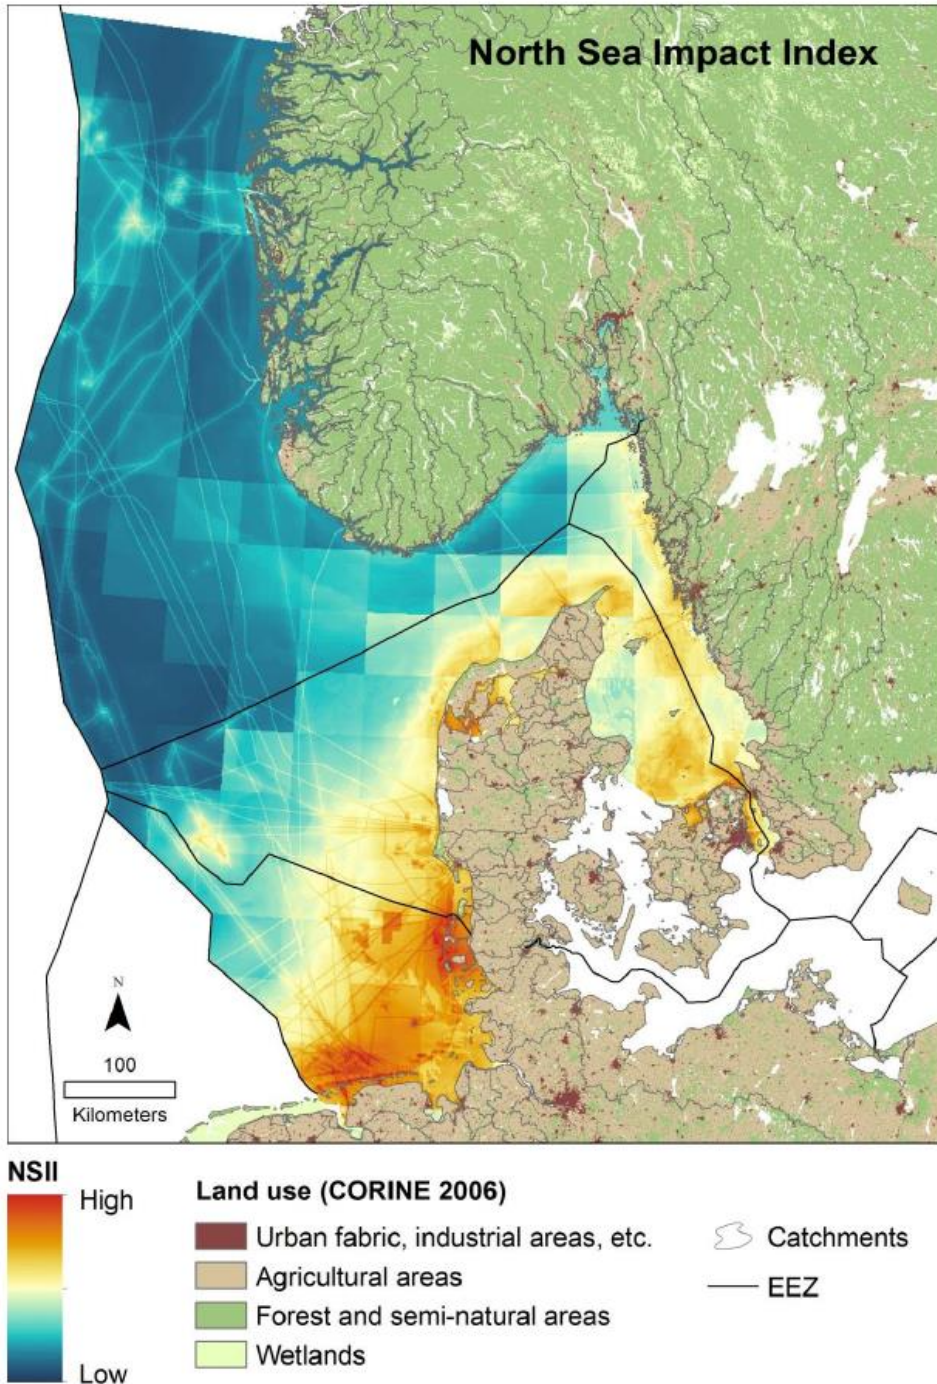 North Sea Impact Index
N
100
Kilometers
NSII
High
Low
Land use (CORINE 2006)
Urban fabric, industrial areas, etc.
Agricultural areas
Forest and semi-natural areas
Wetlands
Catchments
EEZ